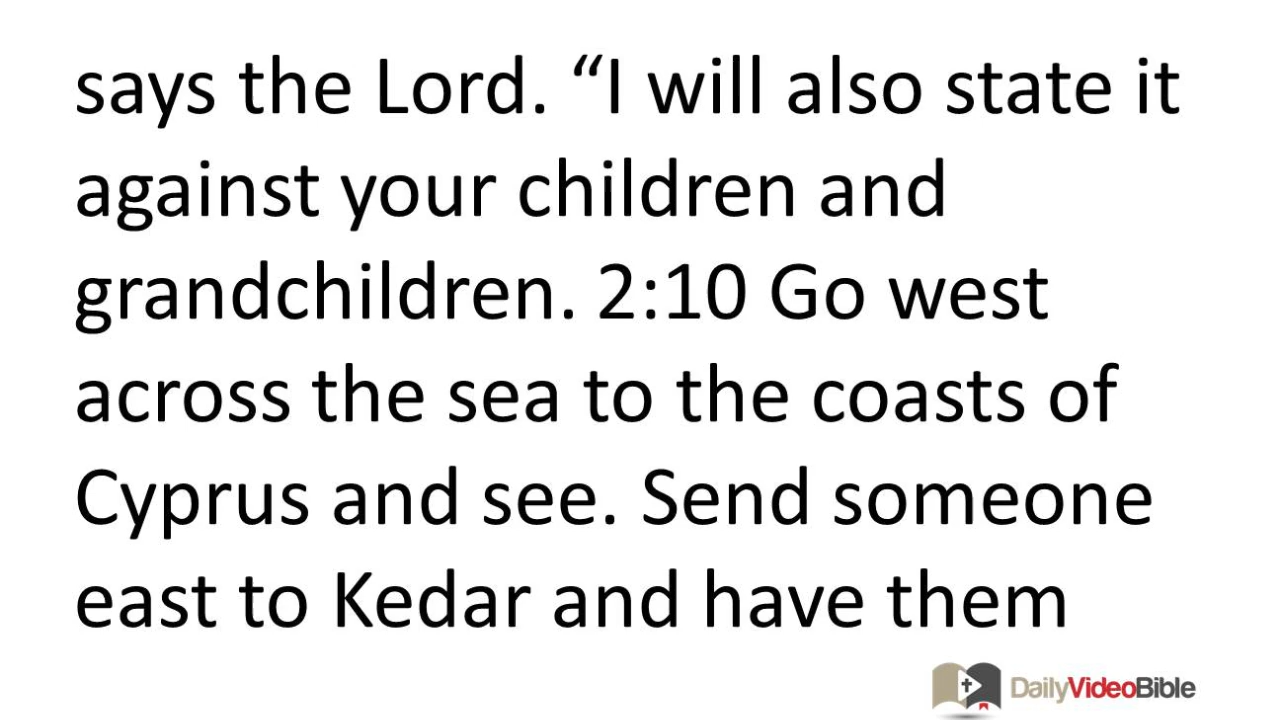 says the Lord. “I will also state it
against your children and
grandchildren. 2:10 Go west
across the sea to the coasts of
Cyprus and see. Send someone
east to Kedar and have them
DailyVideoBible